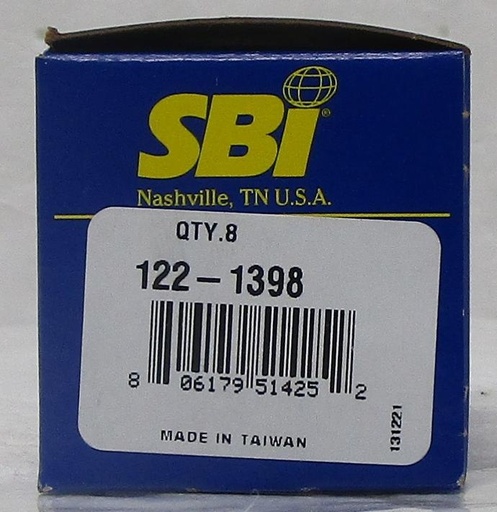 SBI®
Nashville, TN U.S.A.
QTY.8
122-1398
8 06179 51425 2
MADE IN TAIWAN
131221